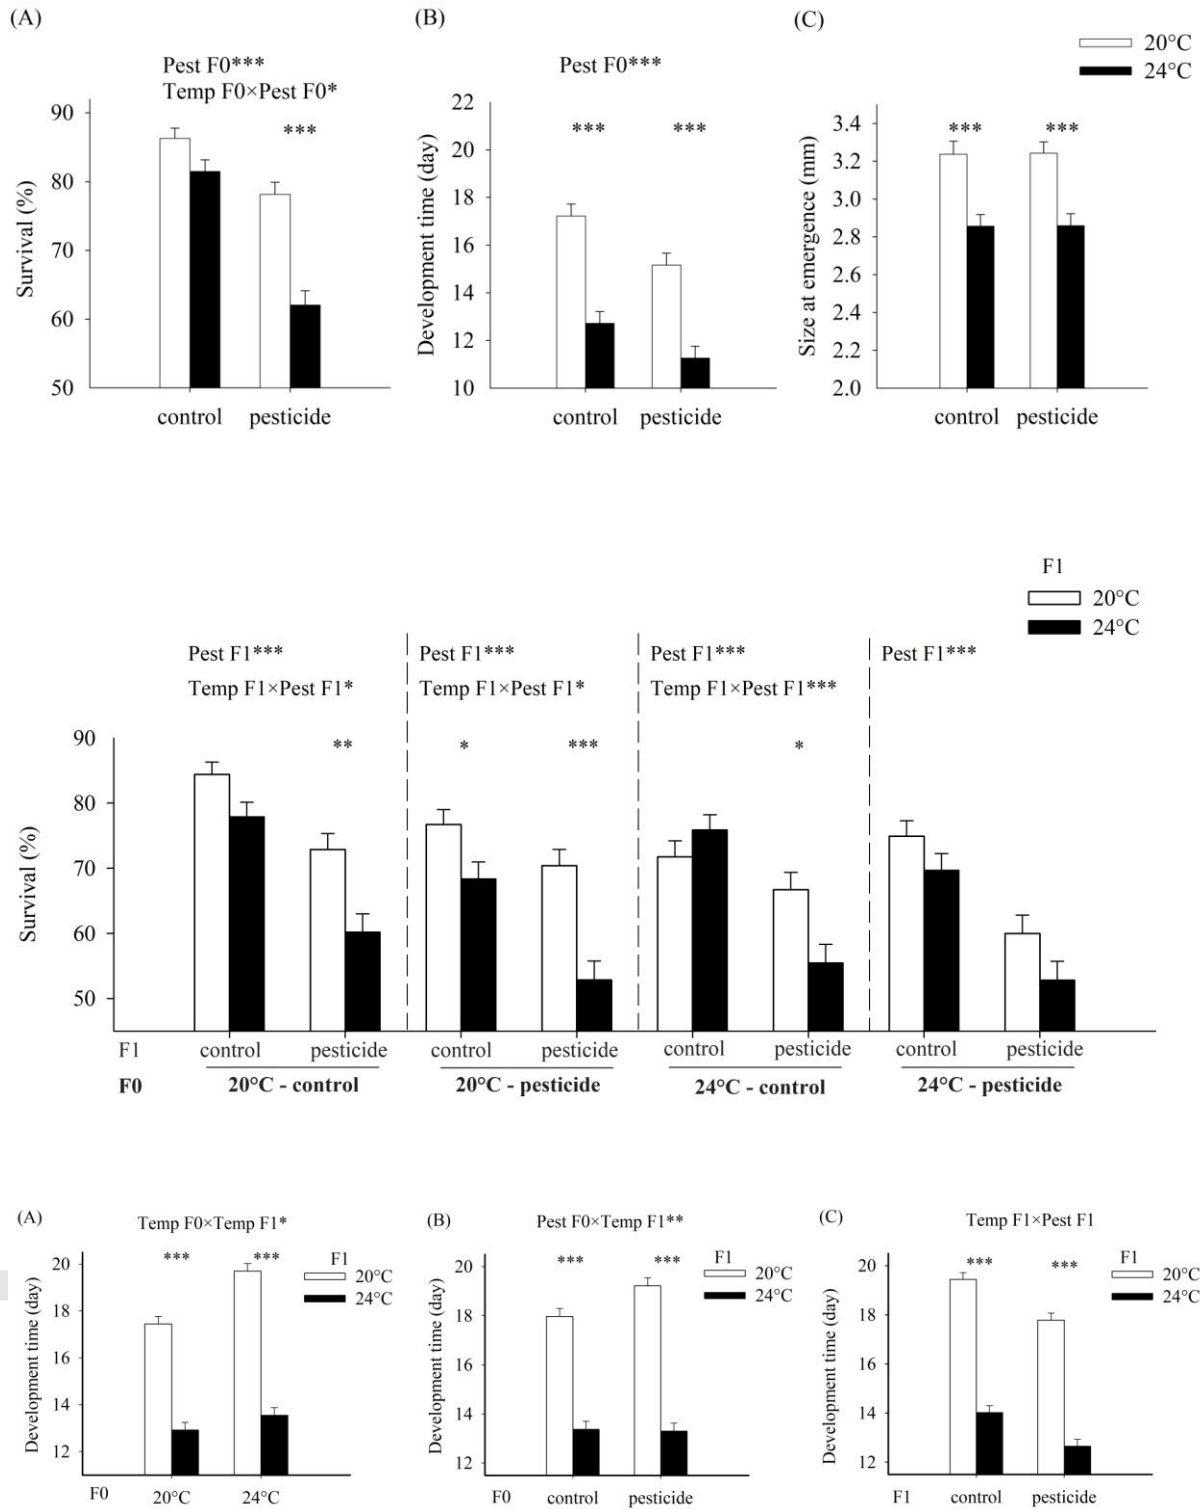 (A)
Pest F0***
Temp F0×Pest F0*
***
90
80
70
60
50
Survival (%)
control pesticide
(B)
Pest F0***
*** ***
22
20
18
16
14
12
10
Development time (day)
control pesticide
(C)
20°C
24°C
*** ***
3.4
3.2
3.0
2.8
2.6
2.4
2.2
2.0
Size at emergence (mm)
control pesticide
F1
20°C
24°C
Pest F1*** Pest F1*** Pest F1*** Pest F1***
Temp F1×Pest F1* Temp F1×Pest F1* Temp F1×Pest F1***
** * *** *
90
80
70
60
50
Survival (%)
F1 control pesticide control pesticide control pesticide control pesticide
F0 20°C - control 20°C - pesticide 24°C - control 24°C - pesticide
(A)
Temp F0×Temp F1*
*** ***
F1
20°C
24°C
20
18
16
14
12
Development time (day)
F0 20°C 24°C
(B)
Pest F0×Temp F1**
*** ***
F1
20°C
24°C
20
18
16
14
12
Development time (day)
F0 control pesticide
(C)
Temp F1×Pest F1
*** ***
F1
20°C
24°C
20
18
16
14
12
Development time (day)
F1 control pesticide